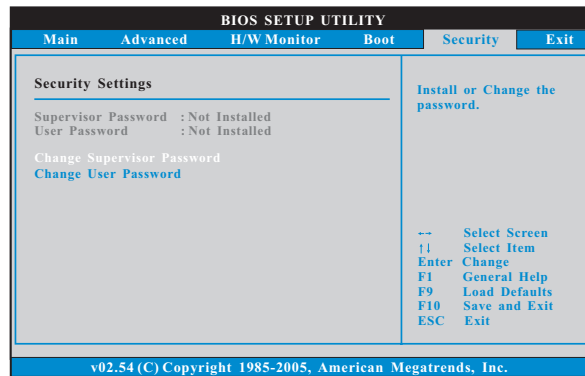 BIOS SETUP UTILITY
Main Advanced H/W Monitor Boot Security Exit
Security Settings
Supervisor Password : Not Installed
User Password : Not Installed
Change Supervisor Password
Change User Password
Install or Change the
password.
←→ Select Screen
↑↓ Select Item
Enter Change
F1 General Help
F9 Load Defaults
F10 Save and Exit
ESC Exit
v02.54 (C) Copyright 1985-2005, American Megatrends, Inc.